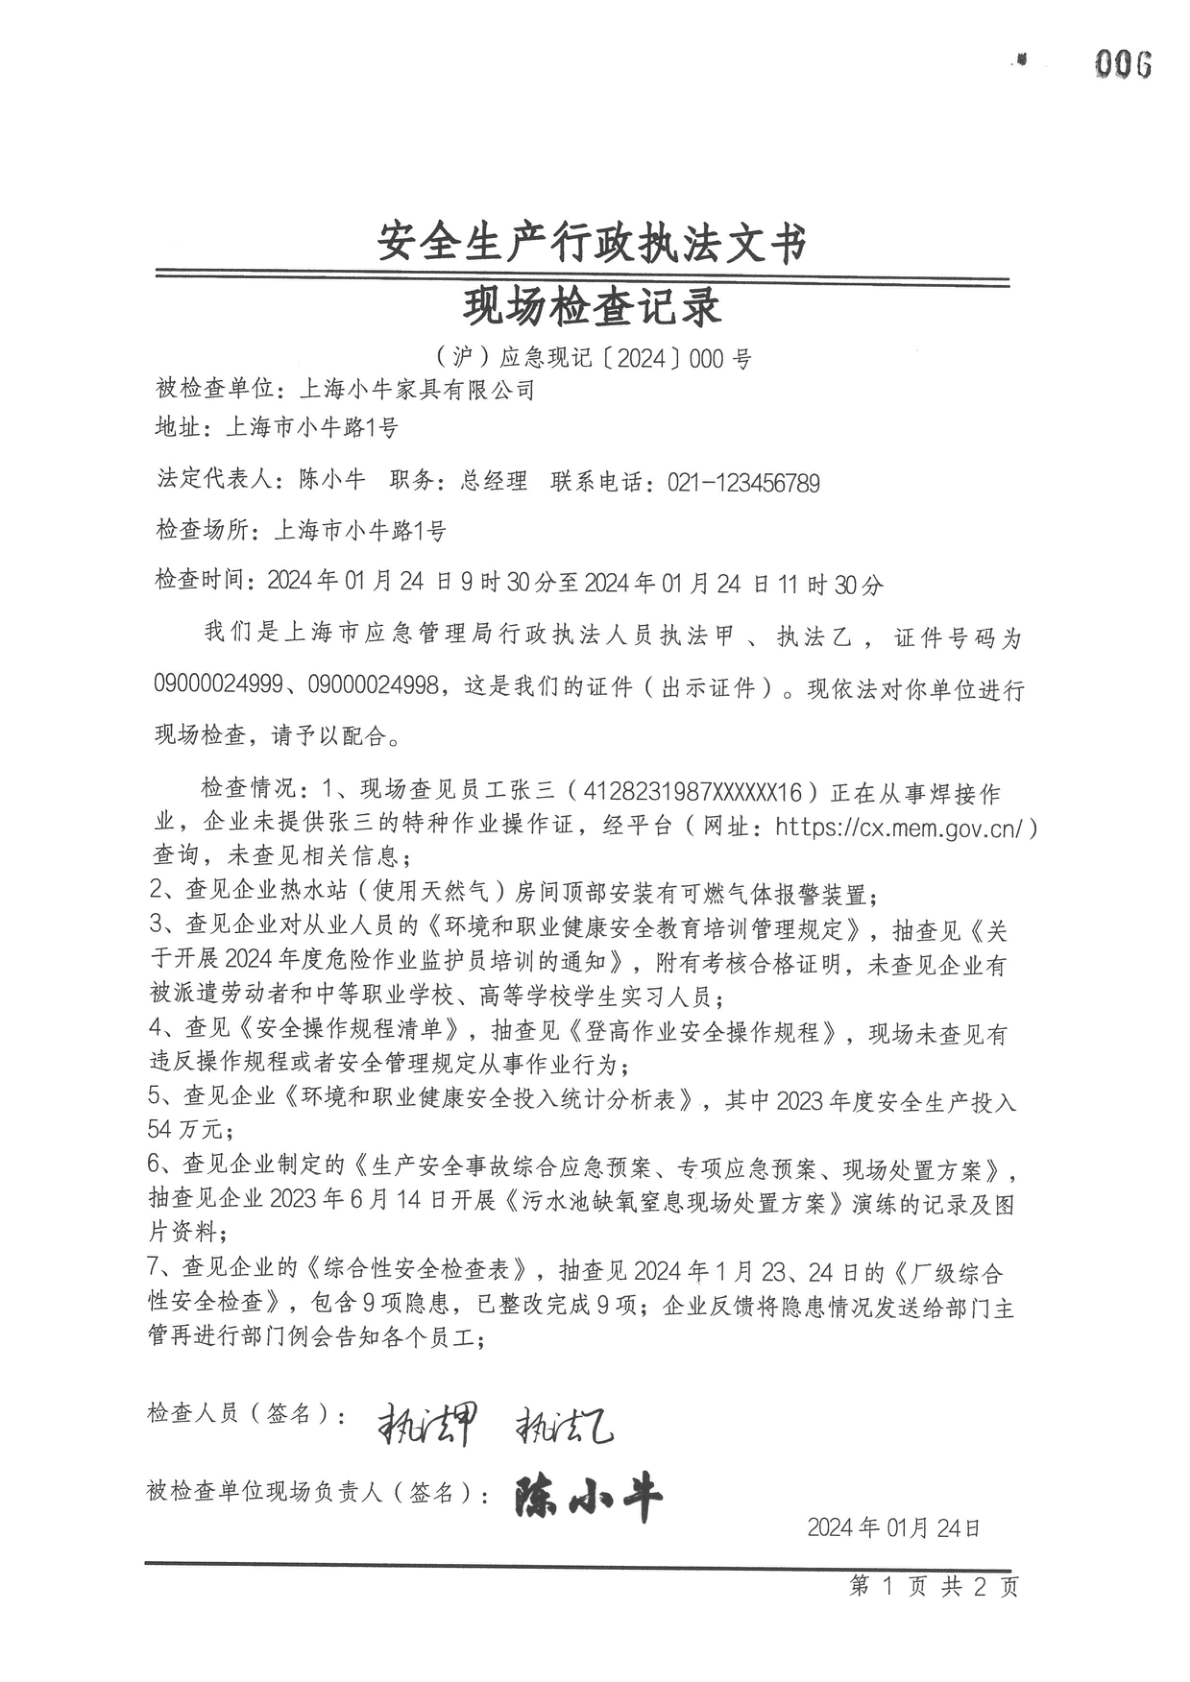 006
安全生产行政执法文书
现场检查记录
（沪）应急现记〔2024〕000 号
被检查单位：上海小牛家具有限公司
地址：上海市小牛路1号
法定代表人：陈小牛 职务：总经理 联系电话：021-123456789
检查场所：上海市小牛路1号
检查时间：2024 年 01 月 24 日 9 时 30 分至 2024 年 01 月 24 日 11 时 30 分
我们是上海市应急管理局行政执法人员执法甲 、执法乙 ，证件号码为
09000024999、09000024998，这是我们的证件（出示证件）。现依法对你单位进行
现场检查，请予以配合。
检查情况：1、现场查见员工张三（4128231987XXXXXX16）正在从事焊接作
业，企业未提供张三的特种作业操作证，经平台（网址：https://cx.mem.gov.cn/）
查询，未查见相关信息；
2、查见企业热水站（使用天然气）房间顶部安装有可燃气体报警装置；
3、查见企业对从业人员的《环境和职业健康安全教育培训管理规定》，抽查见《关
于开展 2024 年度危险作业监护员培训的通知》，附有考核合格证明，未查见企业有
被派遣劳动者和中等职业学校、高等学校学生实习人员；
4、查见《安全操作规程清单》，抽查见《登高作业安全操作规程》，现场未查见有
违反操作规程或者安全管理规定从事作业行为；
5、查见企业《环境和职业健康安全投入统计分析表》，其中 2023 年度安全生产投入
54 万元；
6、查见企业制定的《生产安全事故综合应急预案、专项应急预案、现场处置方案》，
抽查见企业 2023 年 6 月 14 日开展《污水池缺氧窒息现场处置方案》演练的记录及图
片资料；
7、查见企业的《综合性安全检查表》，抽查见 2024 年 1 月 23、24 日的《厂级综合
性安全检查》，包含 9 项隐患，已整改完成 9 项；企业反馈将隐患情况发送给部门主
管再进行部门例会告知各个员工；
检查人员（签名）： 执法甲 执法乙
被检查单位现场负责人（签名）： 陈小牛
2024 年 01月 24日
第 1 页 共 2 页